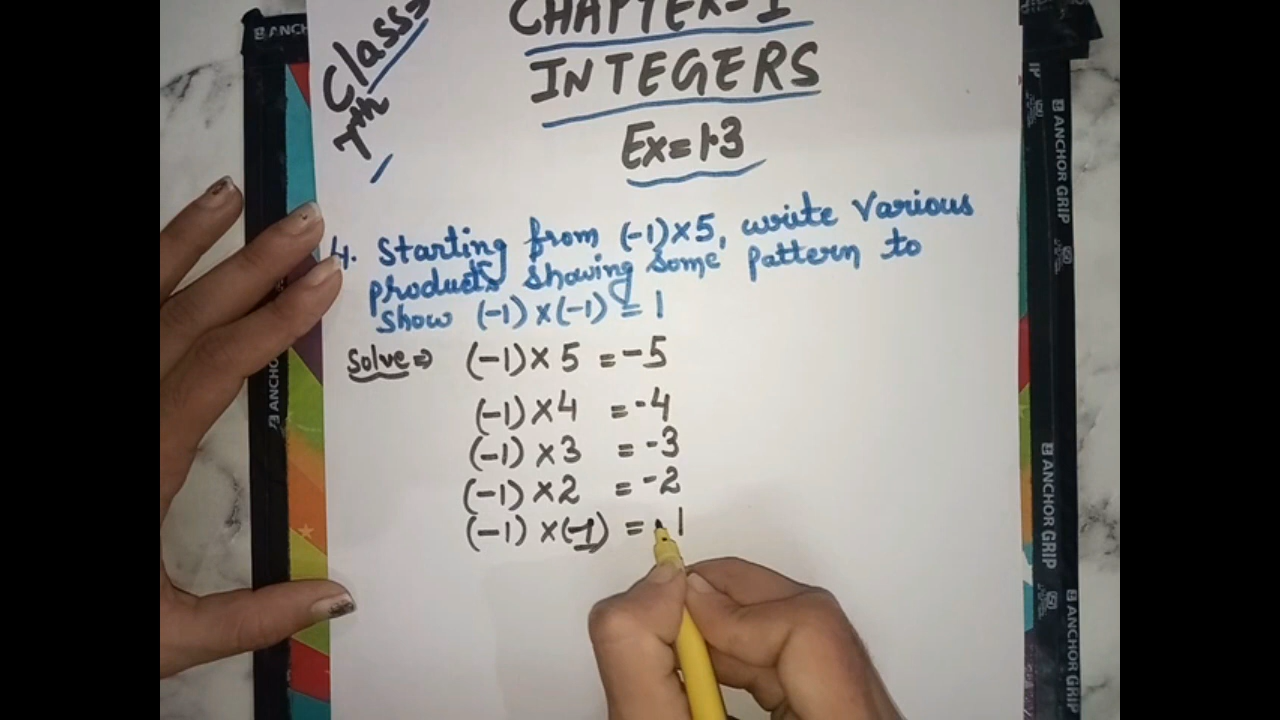 CHAPTER-1
INTEGERS
Ex=1.3
Class
7th
4. Starting from (-1)×5, write various
products showing some pattern to
show (-1)×(-1) = 1
Solve⇒ (-1)×5 =-5
(-1)×4 =-4
(-1)×3 =-3
(-1)×2 =-2
(-1)×(-1) = 1
ANCH
ANCHOR
ANCHOR GRIP
ANCHOR GRIP
ANCHOR GRIP